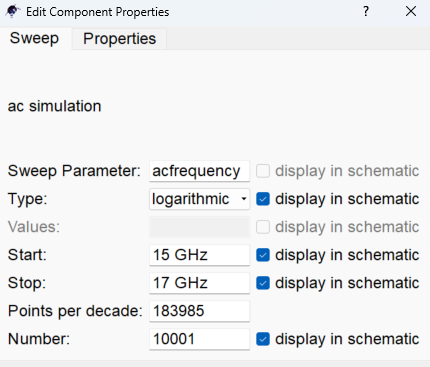 Edit Component Properties ?
Sweep Properties
ac simulation
Sweep Parameter: acfrequency display in schematic
Type: logarithmic display in schematic
Values: display in schematic
Start: 15 GHz display in schematic
Stop: 17 GHz display in schematic
Points per decade: 183985
Number: 10001 display in schematic